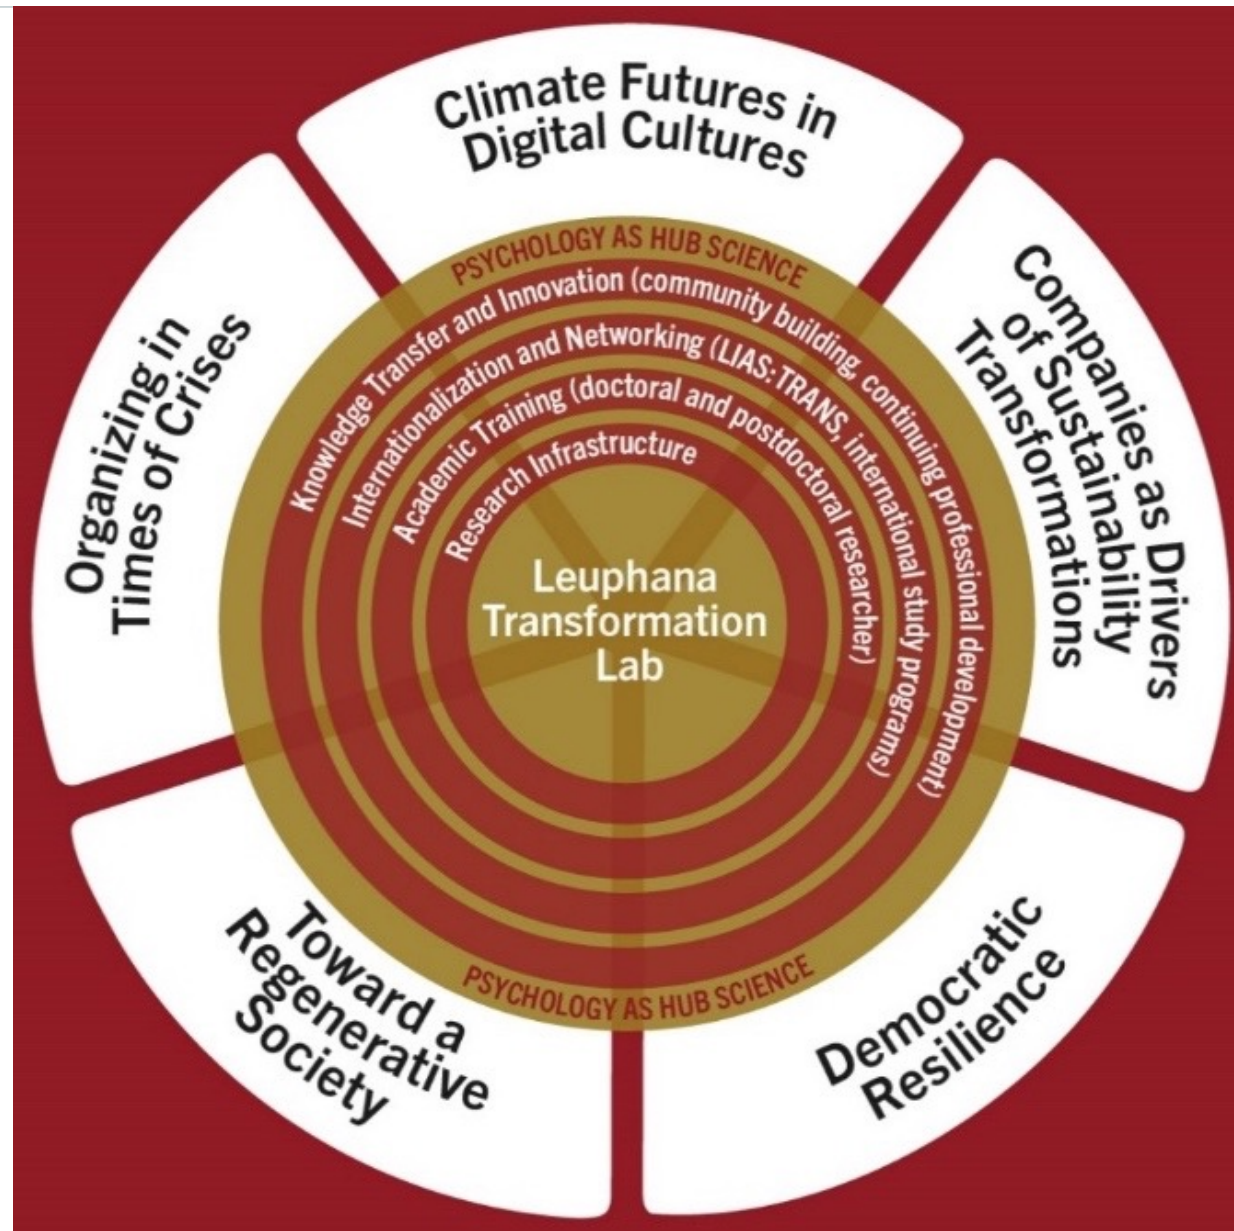 Climate Futures in
Digital Cultures
Companies as Drivers
of Sustainability
Transformations
Democratic
Resilience
Toward a
Regenerative
Society
Organizing in
Times of Crises
PSYCHOLOGY AS HUB SCIENCE
Knowledge Transfer and Innovation (community building, continuing professional development)
Internationalization and Networking (LIAS: TRANS, international study programs)
Academic Training (doctoral and postdoctoral researcher)
Research Infrastructure
Leuphana
Transformation
Lab
PSYCHOLOGY AS HUB SCIENCE